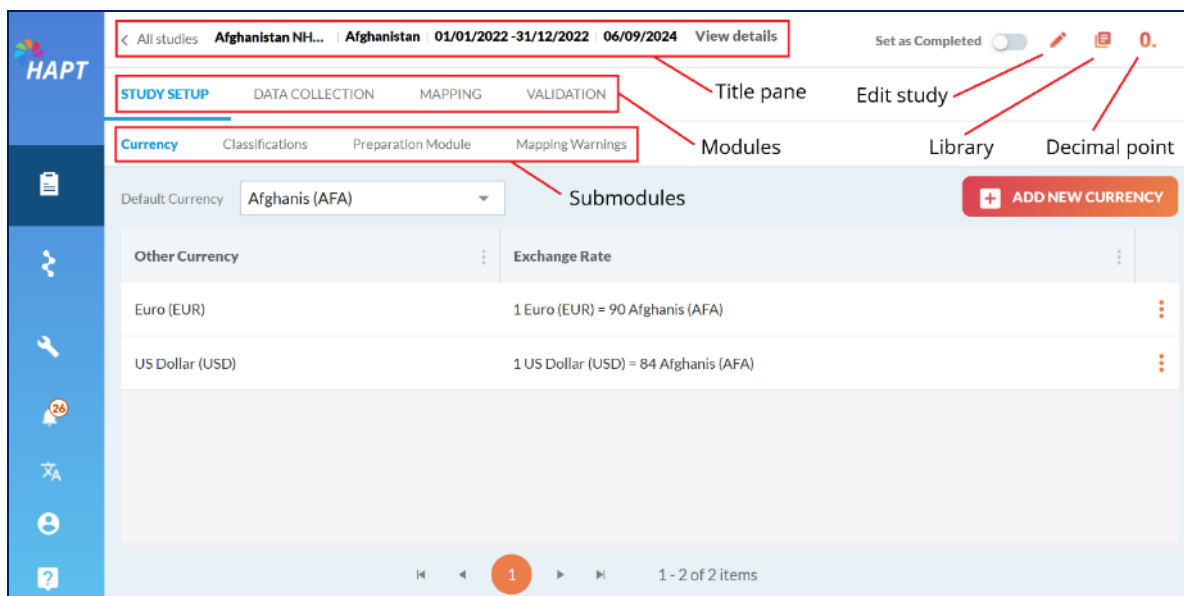 HAPT
All studies Afghanistan NH... Afghanistan 01/01/2022 -31/12/2022 06/09/2024 View details Set as Completed 0.
Title pane Edit study
STUDY SETUP DATA COLLECTION MAPPING VALIDATION
Currency Classifications Preparation Module Mapping Warnings Modules Library Decimal point
Default Currency Afghanis (AFA) Submodules ADD NEW CURRENCY
Other Currency Exchange Rate
Euro (EUR) 1 Euro (EUR) = 90 Afghanis (AFA)
US Dollar (USD) 1 US Dollar (USD) = 84 Afghanis (AFA)
26
1 1 - 2 of 2 items